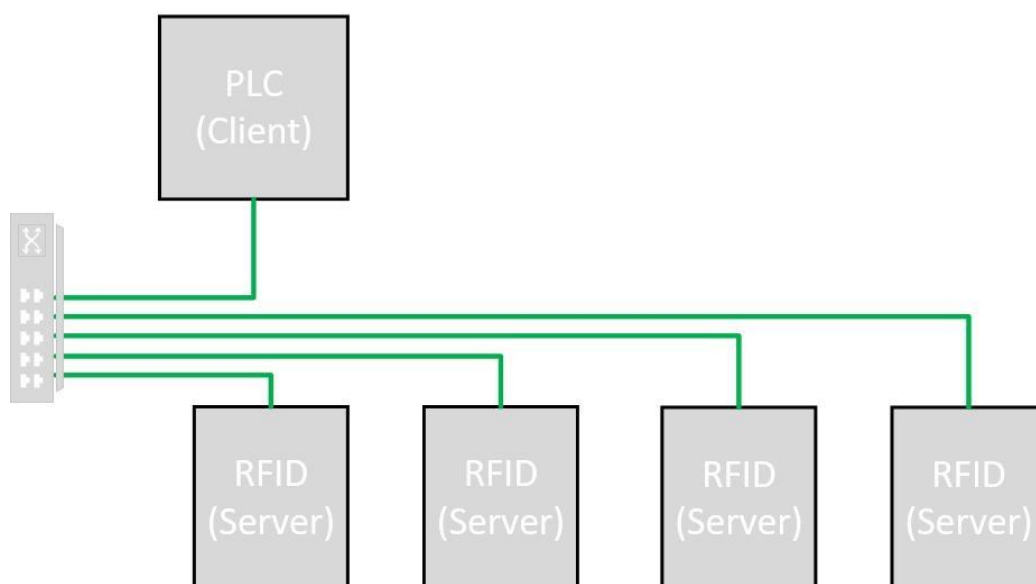 PLC
(Client)
RFID
(Server)
RFID
(Server)
RFID
(Server)
RFID
(Server)